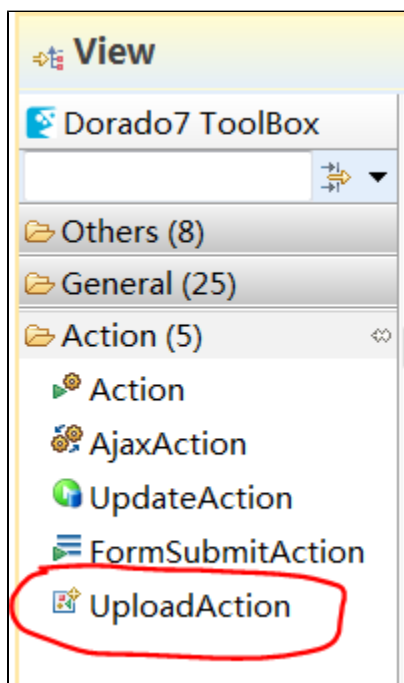 View
Dorado7 ToolBox
Others (8)
General (25)
Action (5)
Action
AjaxAction
UpdateAction
FormSubmitAction
UploadAction